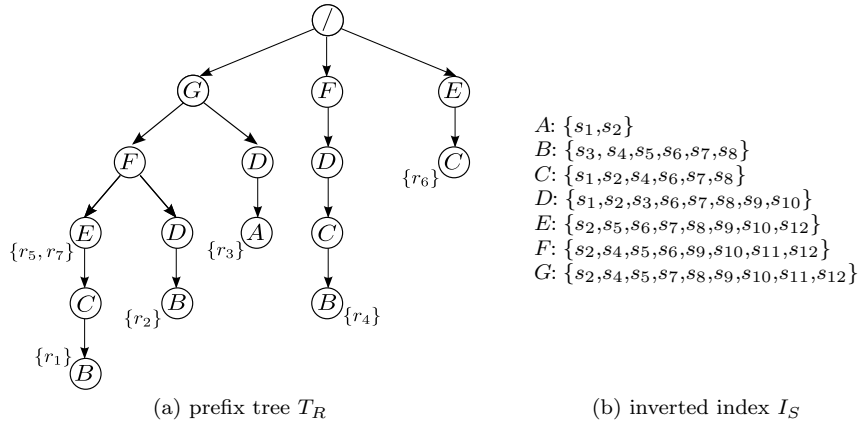 /
G F E
F D D C
{r6}
E D A C
{r5, r7} {r3}
C B B
{r2} {r4}
{r1}
B
A: {s1,s2}
B: {s3, s4,s5,s6,s7,s8}
C: {s1,s2,s4,s6,s7,s8}
D: {s1,s2,s3,s6,s7,s8,s9,s10}
E: {s2,s5,s6,s7,s8,s9,s10,s12}
F: {s2,s4,s5,s6,s9,s10,s11,s12}
G: {s2,s4,s5,s7,s8,s9,s10,s11,s12}
(a) prefix tree TR
(b) inverted index IS